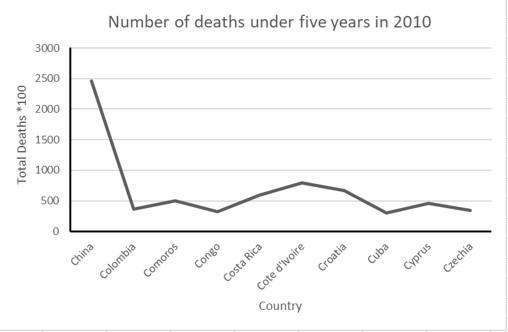 Number of deaths under five years in 2010
Total Deaths *100
3000
2500
2000
1500
1000
500
0
China
Colombia
Comoros
Congo
Costa Rica
Cote d'Ivoire
Croatia
Cuba
Cyprus
Czechia
Country